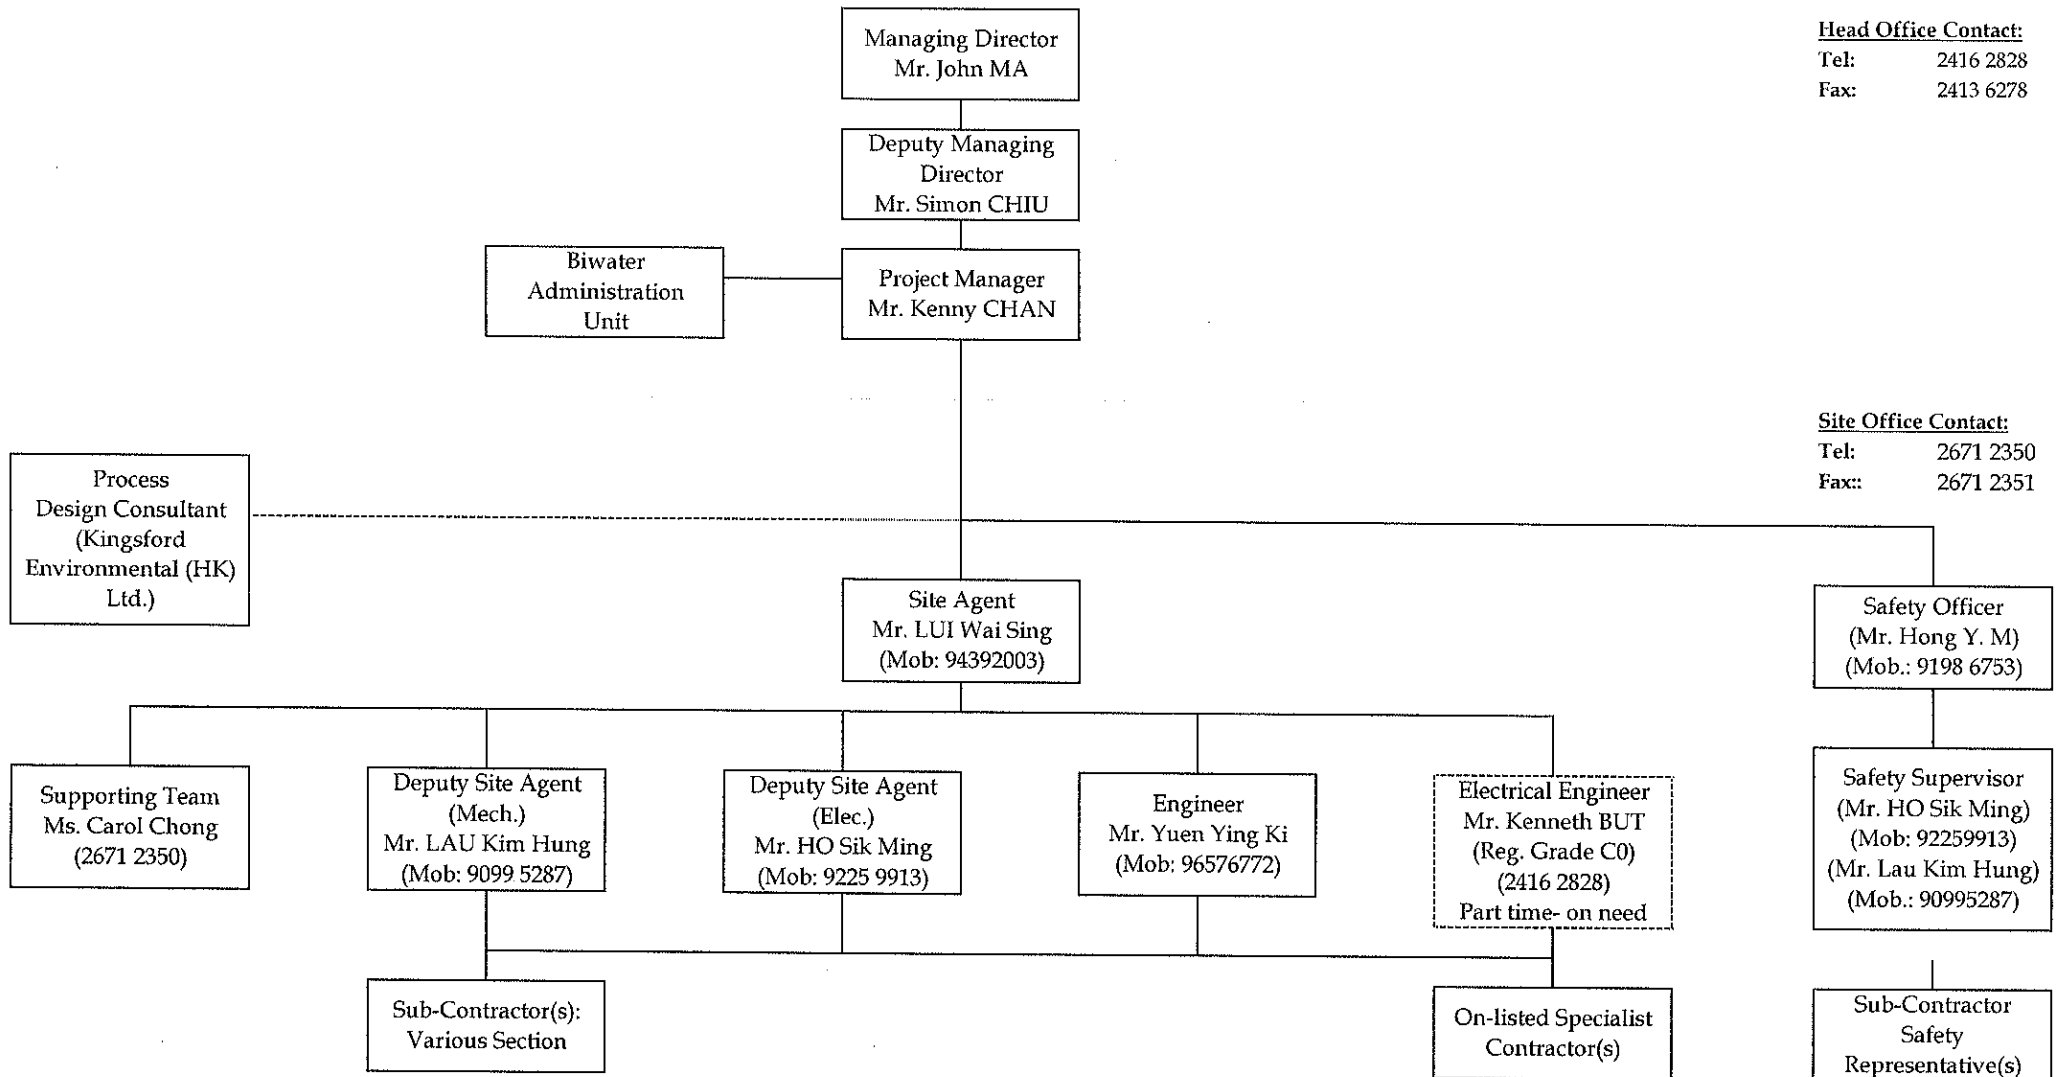 Managing Director
Mr. John MA
Head Office Contact:
Tel: 2416 2828
Fax: 2413 6278
Deputy Managing
Director
Mr. Simon CHIU
Biwater
Administration
Unit
Project Manager
Mr. Kenny CHAN
Site Office Contact:
Tel: 2671 2350
Fax:: 2671 2351
Process
Design Consultant
(Kingsford
Environmental (HK)
Ltd.)
Site Agent
Mr. LUI Wai Sing
(Mob: 94392003)
Safety Officer
(Mr. Hong Y. M)
(Mob.: 9198 6753)
Supporting Team
Ms. Carol Chong
(2671 2350)
Deputy Site Agent
(Mech.)
Mr. LAU Kim Hung
(Mob: 9099 5287)
Deputy Site Agent
(Elec.)
Mr. HO Sik Ming
(Mob: 9225 9913)
Engineer
Mr. Yuen Ying Ki
(Mob: 96576772)
Electrical Engineer
Mr. Kenneth BUT
(Reg. Grade C0)
(2416 2828)
Part time- on need
Safety Supervisor
(Mr. HO Sik Ming)
(Mob: 92259913)
(Mr. Lau Kim Hung)
(Mob.: 90995287)
Sub-Contractor(s):
Various Section
On-listed Specialist
Contractor(s)
Sub-Contractor
Safety
Representative(s)